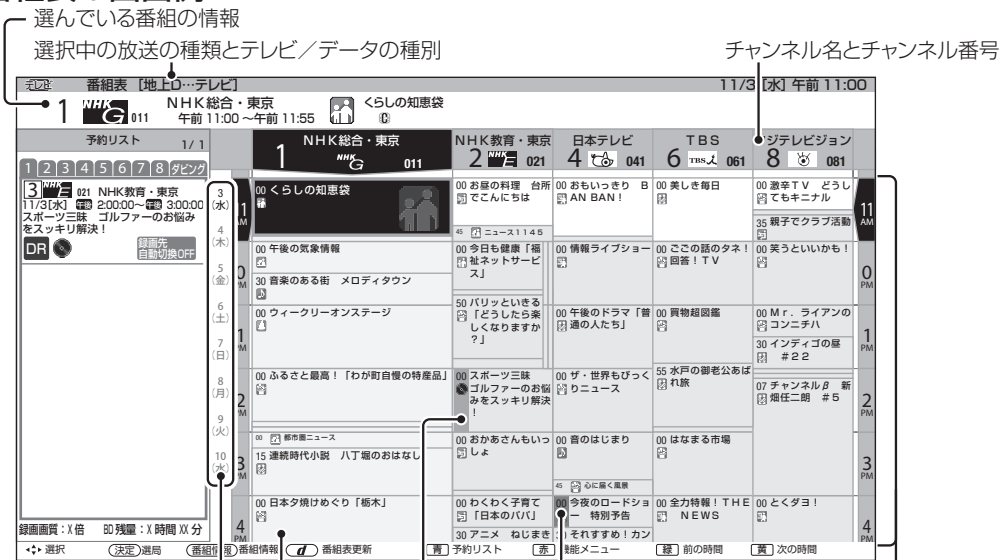 選んでいる番組の情報
選択中の放送の種類とテレビ／データの種別
チャンネル名とチャンネル番号
番組表 [地上D…テレビ]
11/3 [水] 午前 11:00
1 NHK G 011
NHK総合・東京
午前 11:00 ～午前 11:55
くらしの知恵袋
予約リスト 1/ 1
1 2 3 4 5 6 7 8 ダビング
3 NHK E 021 NHK教育・東京
11/3[水] 午後 2:00:00～午後 3:00:00
スポーツ三昧 ゴルファーのお悩み
をスッキリ解決！
DR
録画先
自動切換OFF
録画画質：X倍 BD残量：X時間 XX 分
3
(水)
4
(木)
5
(金)
6
(土)
7
(日)
8
(月)
9
(火)
10
(水)
11
AM
0
PM
1
PM
2
PM
3
PM
4
PM
NHK総合・東京
1 NHK G 011
00 くらしの知恵袋
00 午後の気象情報
30 音楽のある街 メロディタウン
00 ウィークリーオンステージ
00 ふるさと最高！「わが町自慢の特産品」
00 都市圏ニュース
15 連続時代小説 八丁堀のおはなし
00 日本夕焼けめぐり「栃木」
NHK教育・東京
2 NHK E 021
00 お昼の料理 台所
でこんにちは
45 ニュース1145
00 今日も健康「福
祉ネットサービ
ス」
50 パリッといきる
「どうしたら楽
しくなりますか
？」
00 スポーツ三昧
ゴルファーのお悩
みをスッキリ解決
！
00 おかあさんもいっ
しょ
00 わくわく子育て
「日本のパパ」
30 アニメ ねじまき
日本テレビ
4 041
00 おもいっきり B
AN BAN！
00 情報ライブショー
00 午後のドラマ「普
通の人たち」
00 ザ・世界もびっく
りニュース
00 音のはじまり
45 心に届く風景
00 今夜のロードショ
ー 特別予告
それすすめ！カン
TBS
6 TBS 061
00 美しき毎日
00 ごごの話のタネ！
回答！TV
00 買物超図鑑
55 水戸の御老公あば
れ旅
00 はなまる市場
00 全力特報！THE
NEWS
フジテレビジョン
8 081
00 激辛TV どうし
てもキニナル
35 親子でクラブ活動
00 笑うといいかも！
00 Mr．ライアンの
コンニチハ
30 インディゴの昼
#22
07 チャンネルβ 新
畑任二朗 #5
00 とくダヨ！
11
AM
0
PM
1
PM
2
PM
3
PM
4
PM
選択 決定 選局 番組情報 番組情報 d 番組表更新 青 予約リスト 赤 機能メニュー 緑 前の時間 黄 次の時間